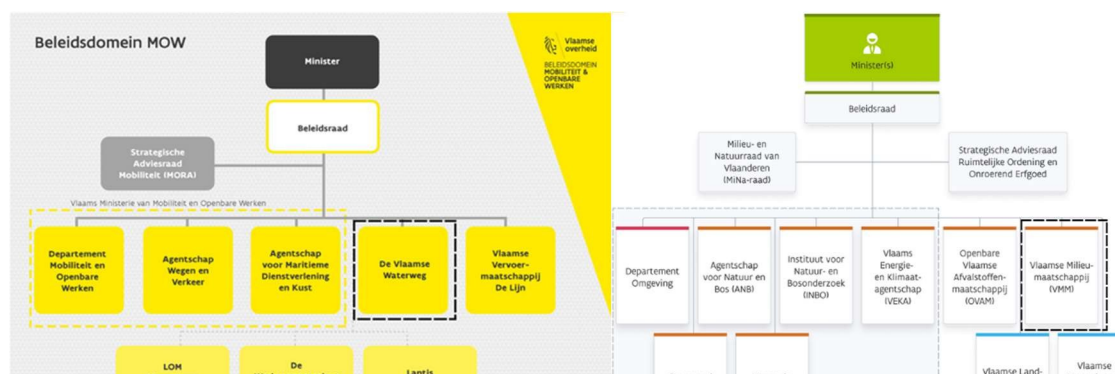 Beleidsdomein MOW
Vlaamse
overheid
BELEIDSDOMEIN
MOBILITEIT &
OPENBARE
WERKEN
Minister
Beleidsraad
Strategische
Adviesraad
Mobiliteit (MORA)
Vlaams Ministerie van Mobiliteit en Openbare Werken
Departement
Mobiliteit en
Openbare
Werken
Agentschap
Wegen en
Verkeer
Agentschap
voor Maritieme
Dienstverlening
en Kust
De Vlaamse
Waterweg
Vlaamse
Vervoer-
maatschappij
De Lijn
LOM
De
Lantis
Minister(s)
Beleidsraad
Milieu- en
Natuurraad van
Vlaanderen
(MiNa-raad)
Strategische Adviesraad
Ruimtelijke Ordening en
Onroerend Erfgoed
Departement
Omgeving
Agentschap
voor Natuur en
Bos (ANB)
Instituut voor
Natuur- en
Bosonderzoek
(INBO)
Vlaams
Energie-
en Klimaat-
agentschap
(VEKA)
Openbare
Vlaamse
Afvalstoffen-
maatschappij
(OVAM)
Vlaamse Milieu-
maatschappij
(VMM)
Vlaamse Land-
Vlaamse